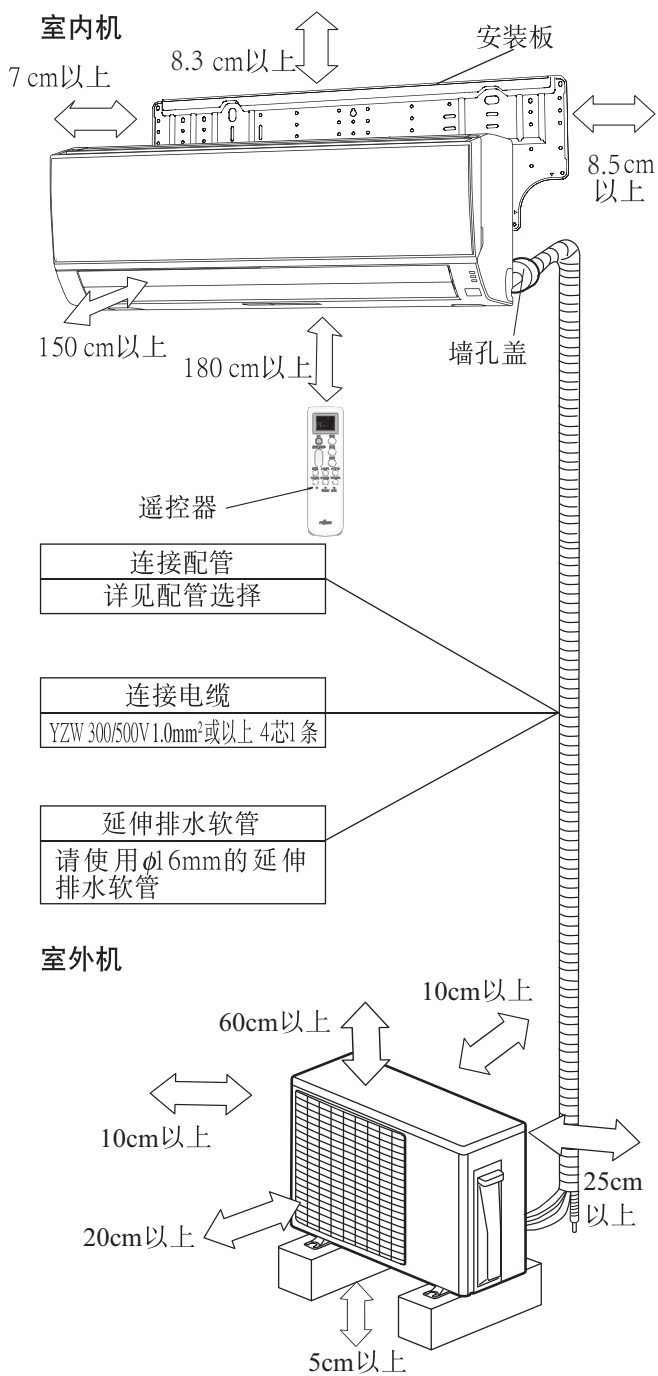 室内机
8.3 cm以上
安装板
7 cm以上
8.5cm
以上
150 cm以上
180 cm以上
墙孔盖
遥控器
连接配管
详见配管选择
连接电缆
YZW 300/500V 1.0mm²或以上 4芯1条
延伸排水软管
请使用ϕ16mm的延伸
排水软管
室外机
10cm以上
60cm以上
10cm以上
25cm
以上
20cm以上
5cm以上